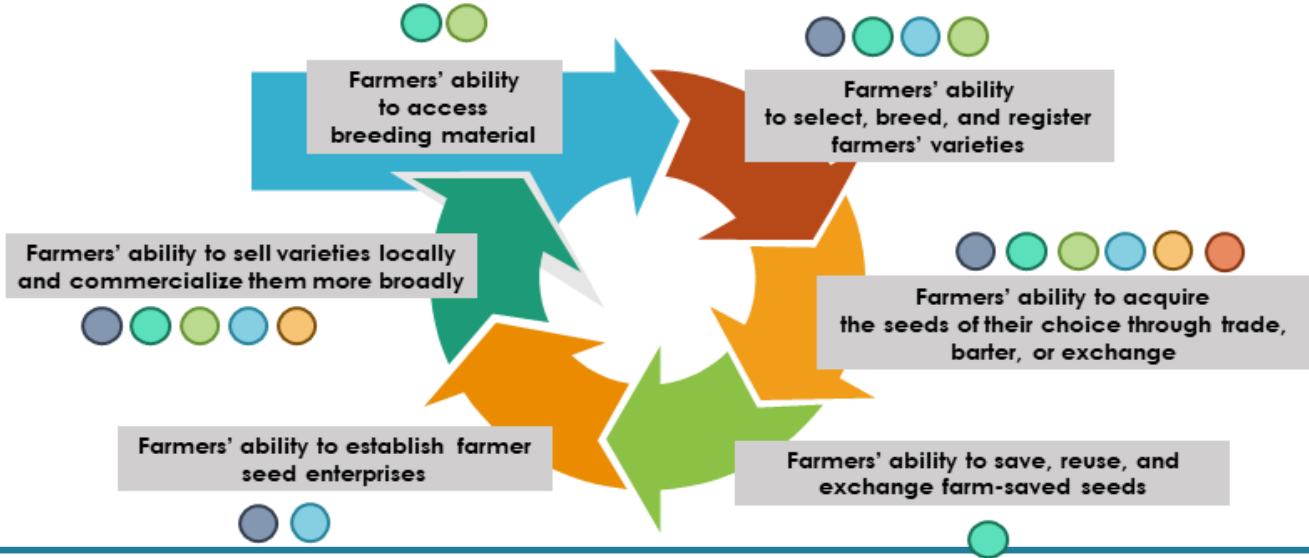 Farmers’ ability
to access
breeding material
Farmers’ ability
to select, breed, and register
farmers’ varieties
Farmers’ ability to acquire
the seeds of their choice through trade,
barter, or exchange
Farmers’ ability to save, reuse, and
exchange farm-saved seeds
Farmers’ ability to establish farmer
seed enterprises
Farmers’ ability to sell varieties locally
and commercialize them more broadly